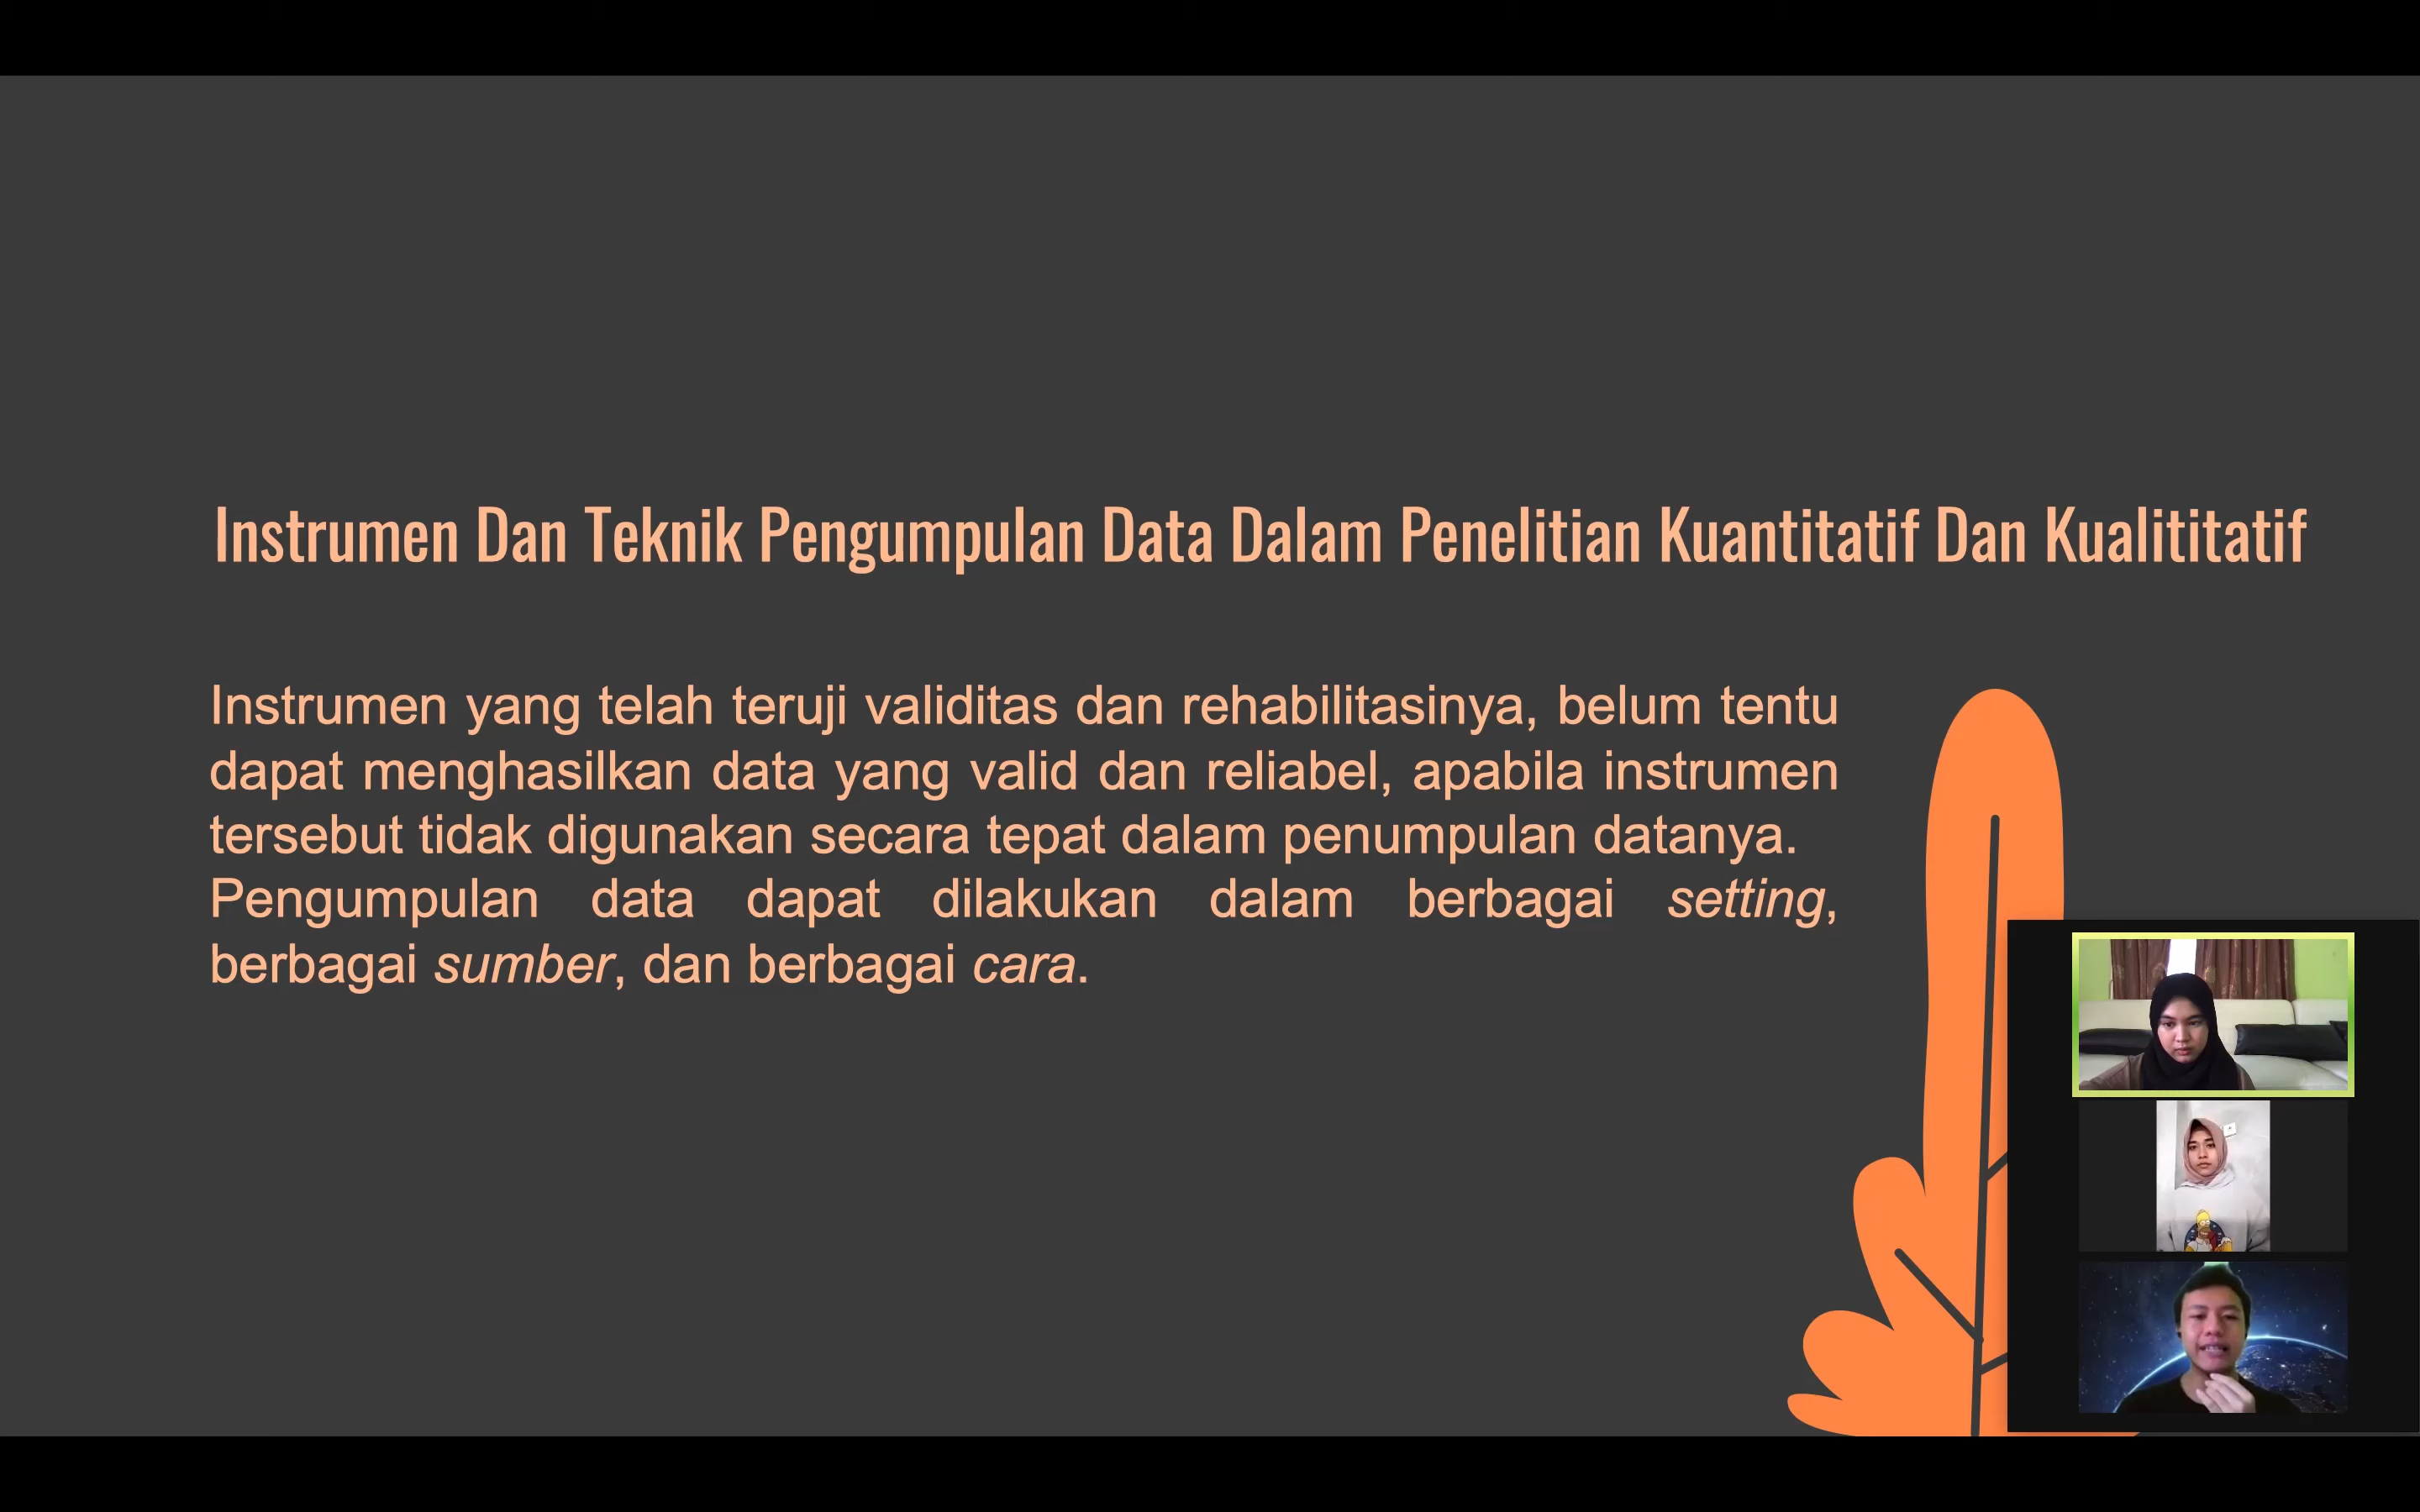 Instrumen Dan Teknik Pengumpulan Data Dalam Penelitian Kuantitatif Dan Kualititatif
Instrumen yang telah teruji validitas dan rehabilitasinya, belum tentu
dapat menghasilkan data yang valid dan reliabel, apabila instrumen
tersebut tidak digunakan secara tepat dalam penumpulan datanya.
Pengumpulan data dapat dilakukan dalam berbagai setting,
berbagai sumber, dan berbagai cara.